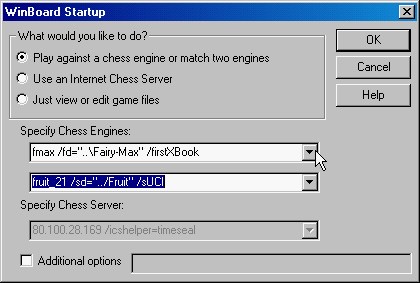 WinBoard Startup
What would you like to do?
Play against a chess engine or match two engines
Use an Internet Chess Server
Just view or edit game files
OK
Cancel
Help
Specify Chess Engines:
fmax /fd="..\Fairy-Max" /firstXBook
fruit_21 /sd="../Fruit" /sUCI
Specify Chess Server:
80.100.28.169 /icshelper=timeseal
Additional options